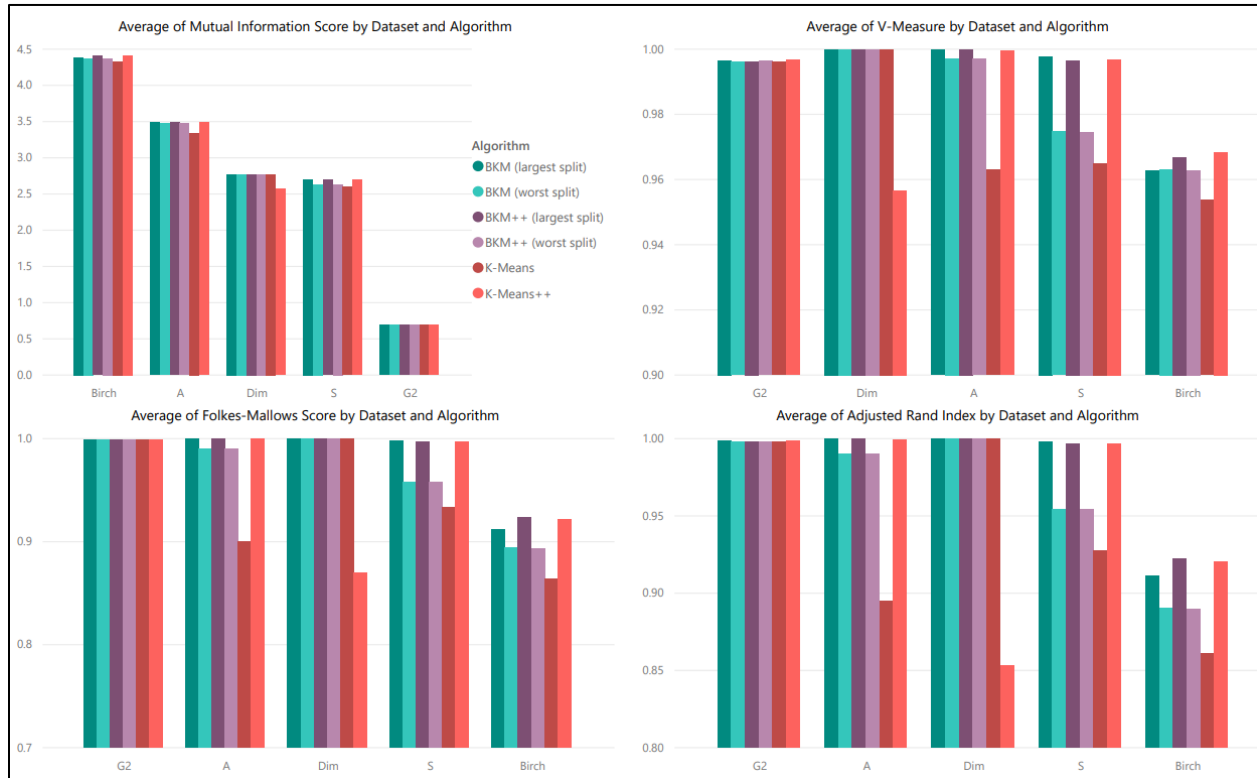 Average of Mutual Information Score by Dataset and Algorithm
4.5
4.0
3.5
3.0
2.5
2.0
1.5
1.0
0.5
0.0
Birch A Dim S G2
Algorithm
BKM (largest split)
BKM (worst split)
BKM++ (largest split)
BKM++ (worst split)
K-Means
K-Means++
Average of V-Measure by Dataset and Algorithm
1.00
0.98
0.96
0.94
0.92
0.90
G2 Dim A S Birch
Average of Folkes-Mallows Score by Dataset and Algorithm
1.0
0.9
0.8
0.7
G2 A Dim S Birch
Average of Adjusted Rand Index by Dataset and Algorithm
1.00
0.95
0.90
0.85
0.80
G2 A Dim S Birch